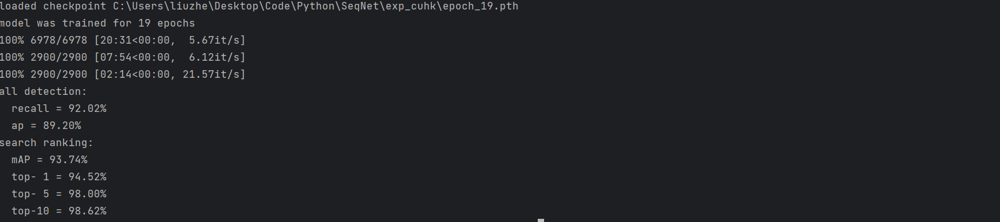 loaded checkpoint C:\Users\liuzhe\Desktop\Code\Python\SeqNet\exp_cuhk\epoch_19.pth
model was trained for 19 epochs
100% 6978/6978 [20:31<00:00,  5.67it/s]
100% 2900/2900 [07:54<00:00,  6.12it/s]
100% 2900/2900 [02:14<00:00, 21.57it/s]
all detection:
  recall = 92.02%
  ap = 89.20%
search ranking:
  mAP = 93.74%
  top- 1 = 94.52%
  top- 5 = 98.00%
  top-10 = 98.62%